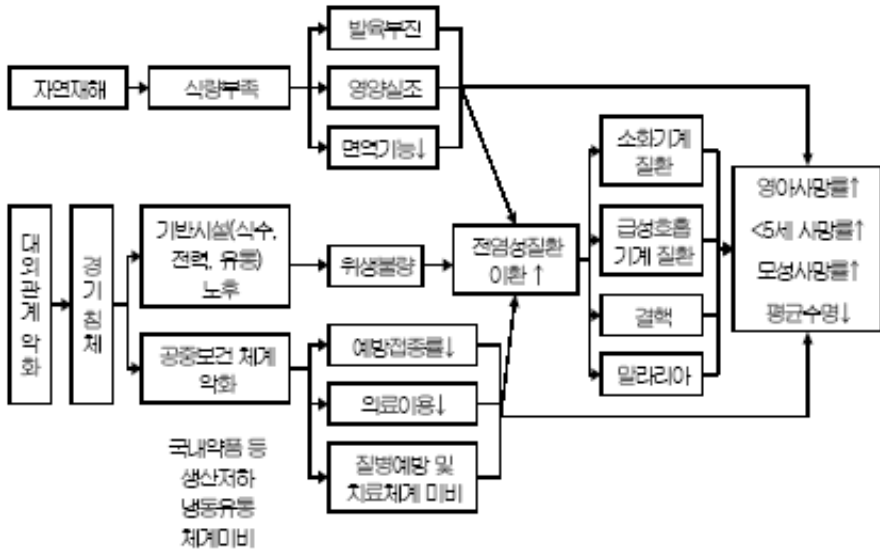 자연재해
식량부족
발육부진
영양실조
면역기능↓
대외관계 악화
경기침체
기반시설(식수,
전력, 유통)
노후
위생불량
공중보건 체계
악화
예방접종률↓
의료이용↓
질병예방 및
치료체계 미비
국내약품 등
생산저하
냉동유통
체계미비
전염성질환
이환 ↑
소화기계
질환
급성호흡
기계 질환
결핵
말라리아
영아사망률↑
<5세 사망률↑
모성사망률↑
평균수명↓